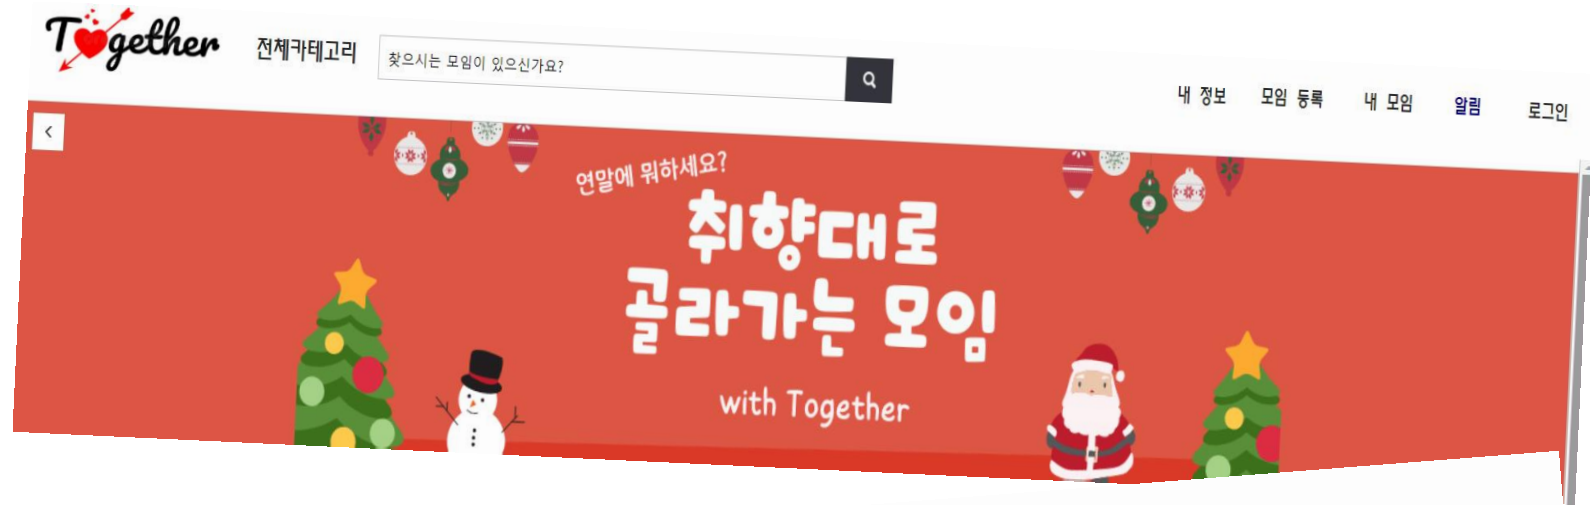 Together
전체카테고리
찾으시는 모임이 있으신가요?
내 정보
모임 등록
내 모임
알림
로그인
연말에 뭐하세요?
취향대로
골라가는 모임
with Together